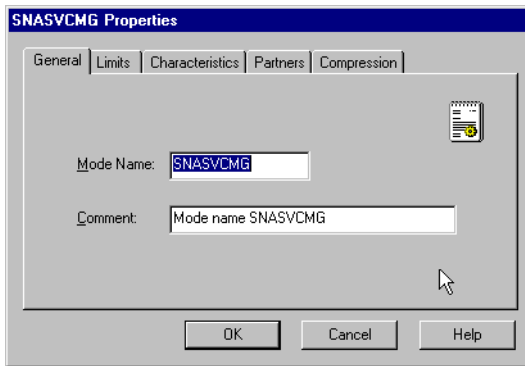 SNASVCMG Properties
General Limits Characteristics Partners Compression
Mode Name: SNASVCMG
Comment: Mode name SNASVCMG
OK Cancel Help